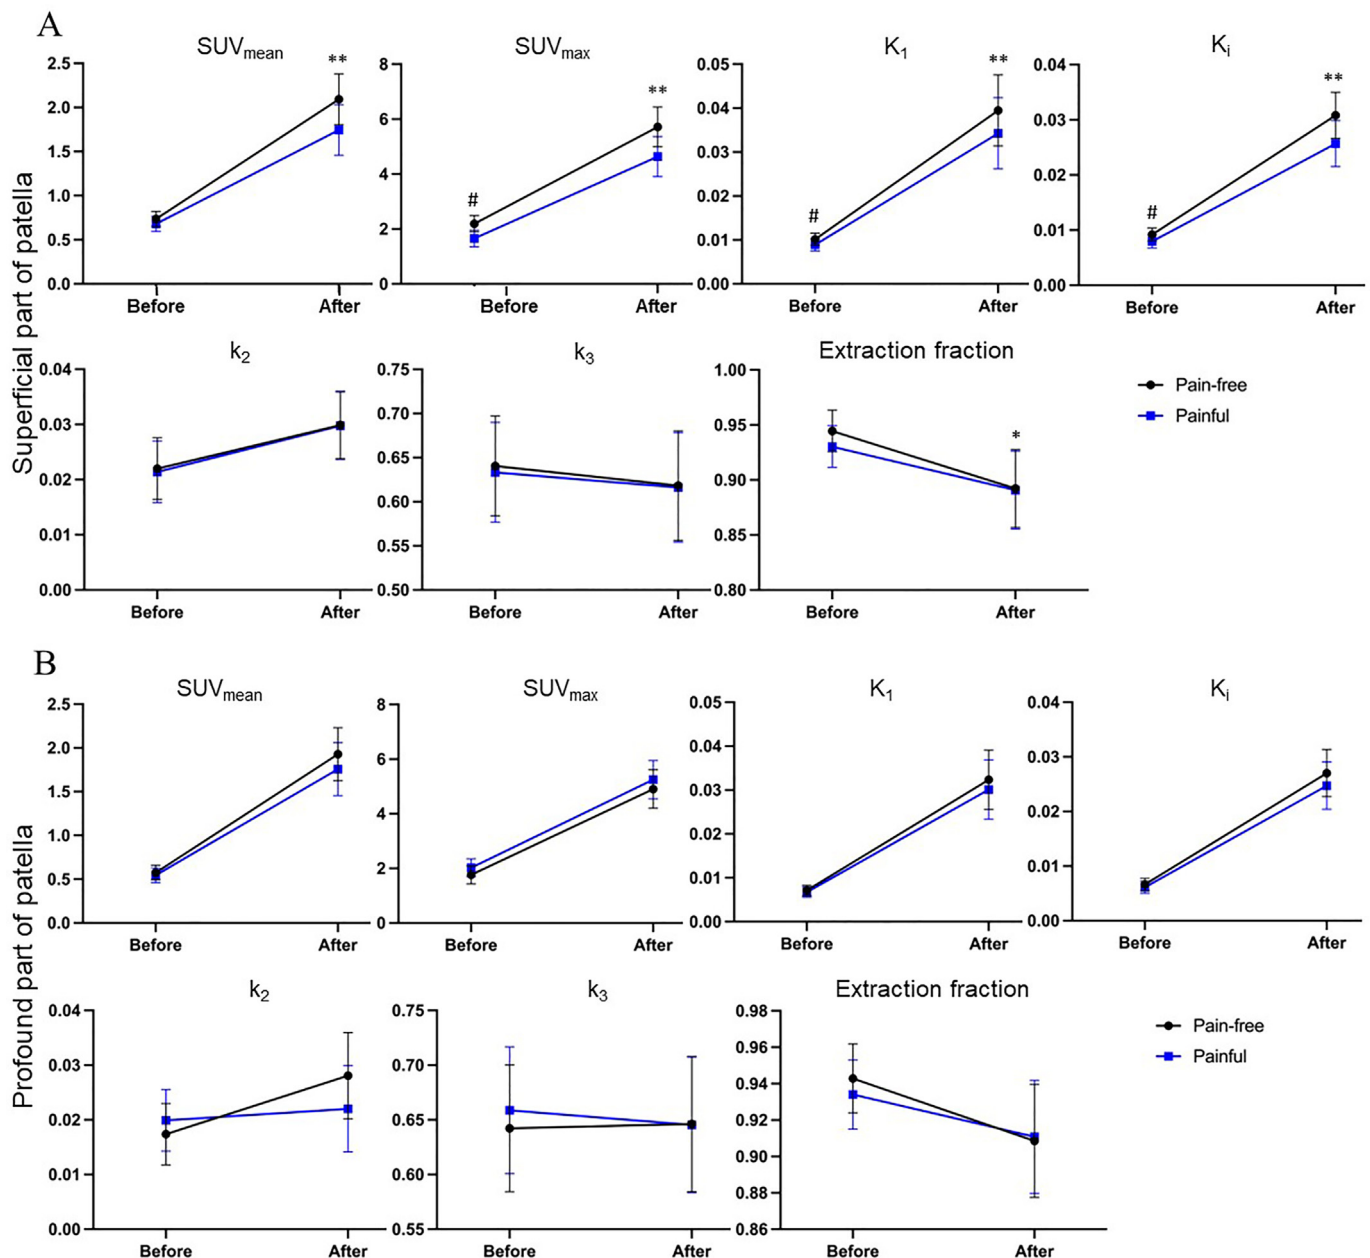 A
SUVmean
SUVmax
K1
Ki
2.5
2.0
1.5
1.0
0.5
0.0
**
Before
After
8
6
4
2
0
#
**
Before
After
0.05
0.04
0.03
0.02
0.01
0.00
#
**
Before
After
0.04
0.03
0.02
0.01
0.00
#
**
Before
After
Superficial part of patella
k2
k3
Extraction fraction
0.04
0.03
0.02
0.01
0.00
Before
After
0.75
0.70
0.65
0.60
0.55
0.50
Before
After
1.00
0.95
0.90
0.85
0.80
*
Before
After
Pain-free
Painful
B
SUVmean
SUVmax
K1
Ki
2.5
2.0
1.5
1.0
0.5
0.0
Before
After
8
6
4
2
0
Before
After
0.05
0.04
0.03
0.02
0.01
0.00
Before
After
0.04
0.03
0.02
0.01
0.00
Before
After
Profound part of patella
k2
k3
Extraction fraction
0.04
0.03
0.02
0.01
0.00
Before
After
0.75
0.70
0.65
0.60
0.55
Before
After
0.98
0.96
0.94
0.92
0.90
0.88
0.86
Before
After
Pain-free
Painful